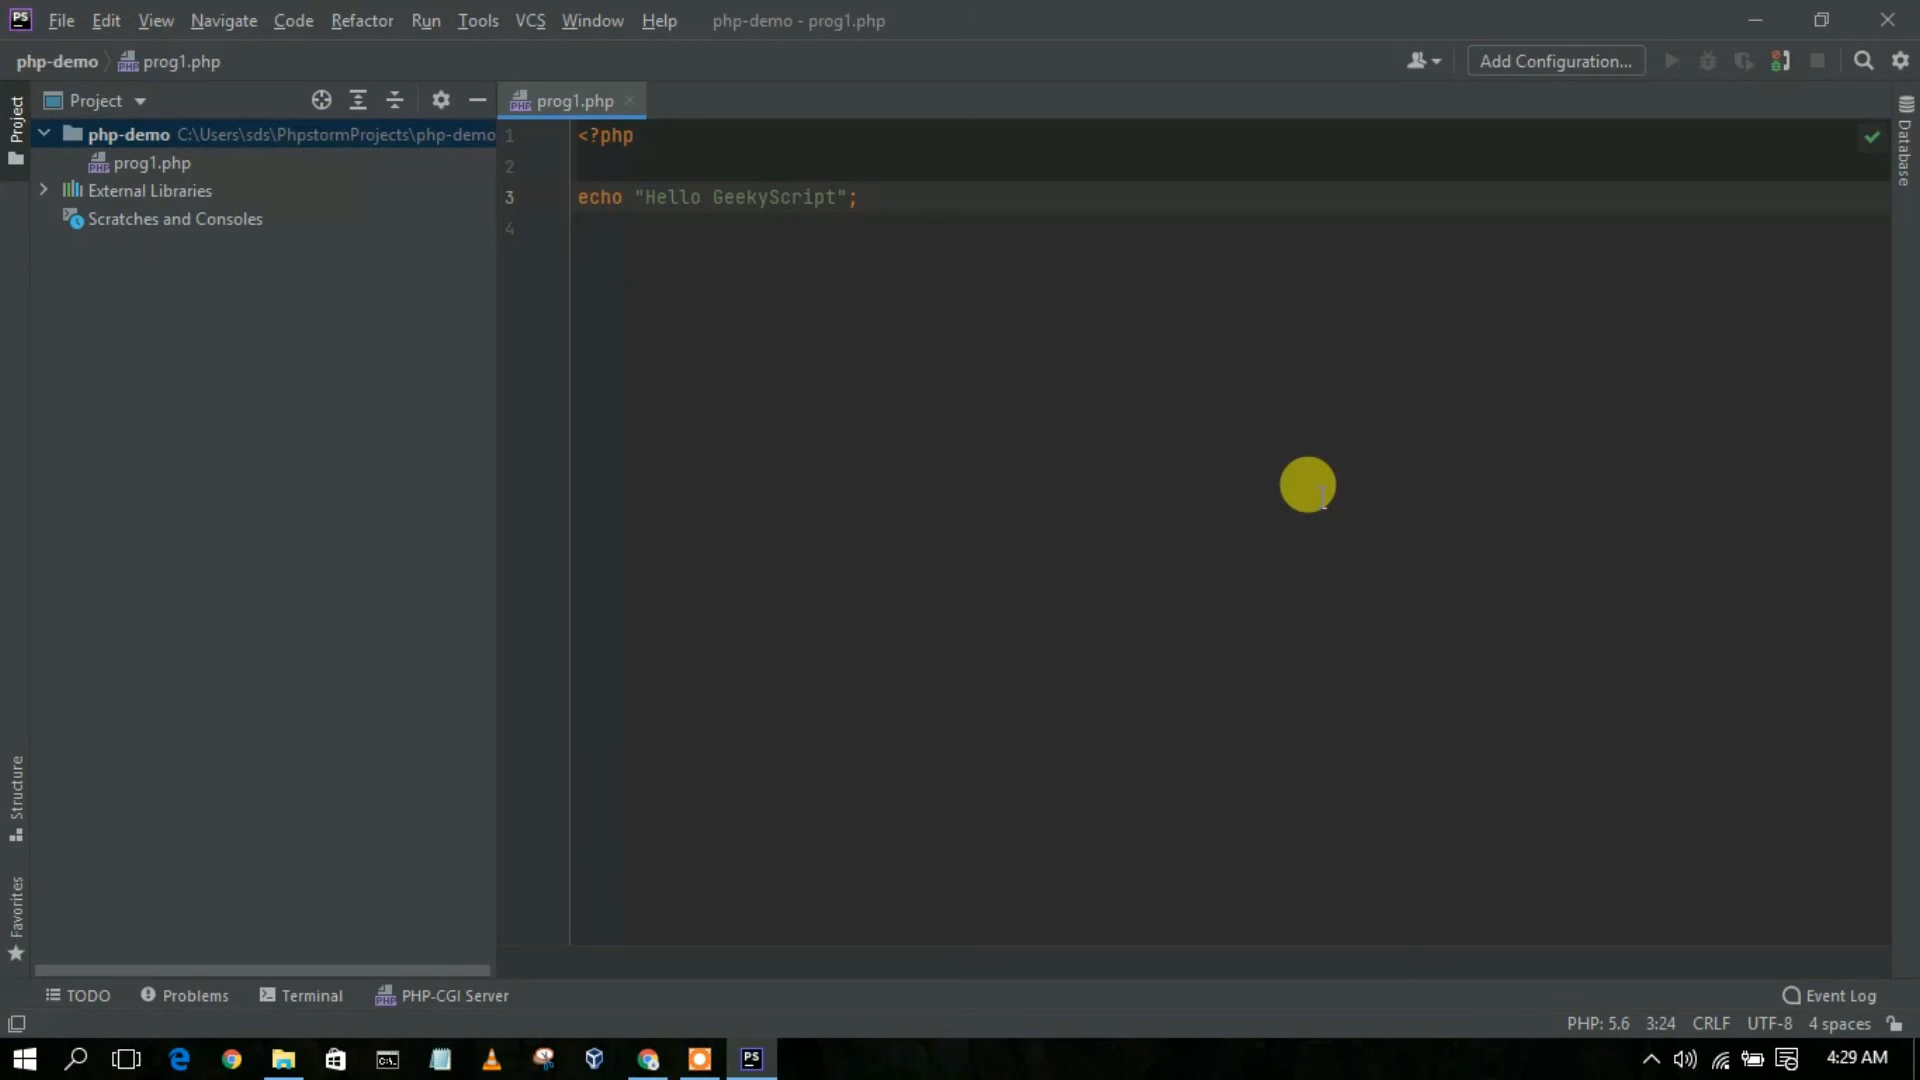 PS File Edit View Navigate Code Refactor Run Tools VCS Window Help php-demo - prog1.php
php-demo prog1.php Add Configuration...
Project
Project
prog1.php
php-demo C:\Users\sds\PhpstormProjects\php-demo
prog1.php
External Libraries
Scratches and Consoles
1 <?php
2
3 echo "Hello GeekyScript";
4
Database
Structure
Favorites
TODO Problems Terminal PHP-CGI Server Event Log
PHP: 5.6 3:24 CRLF UTF-8 4 spaces
4:29 AM